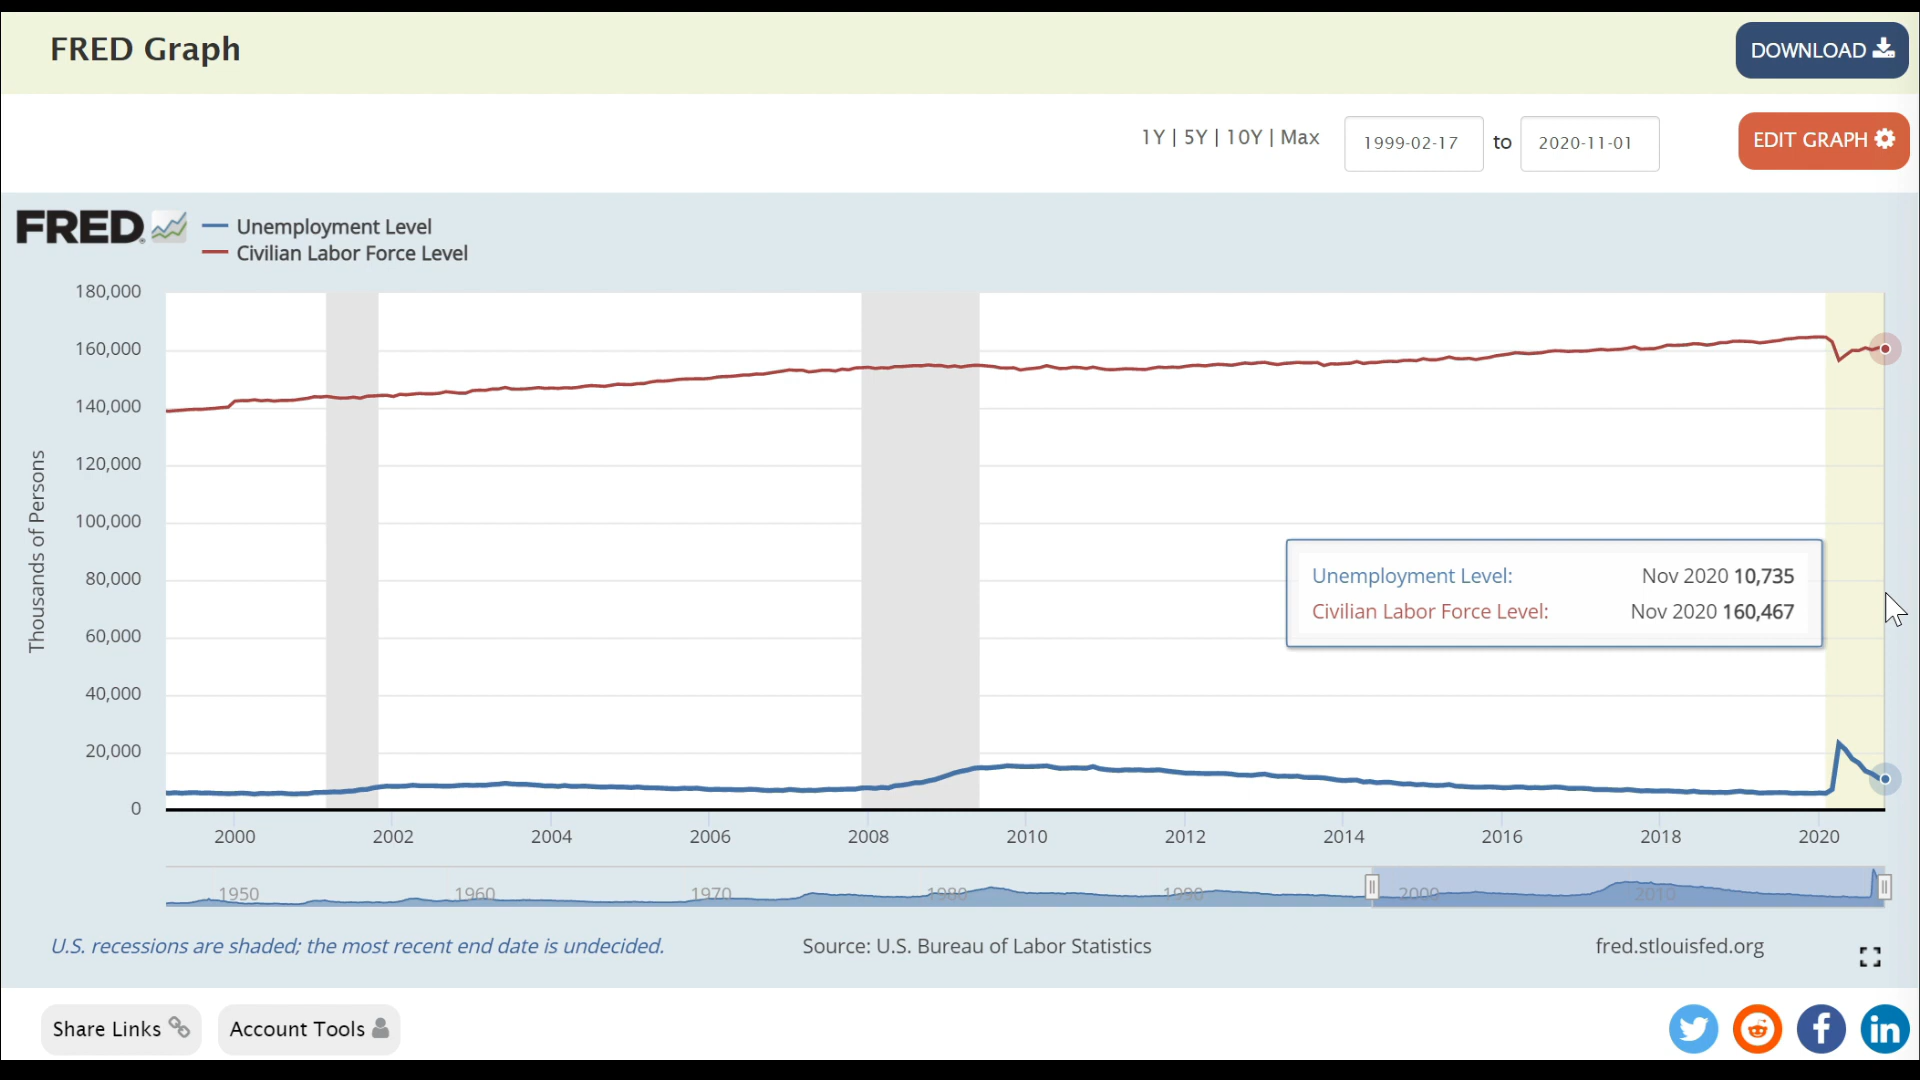 FRED Graph
DOWNLOAD
1Y | 5Y | 10Y | Max 1999-02-17 to 2020-11-01
EDIT GRAPH
FRED
Unemployment Level
Civilian Labor Force Level
Thousands of Persons
180,000
160,000
140,000
120,000
100,000
80,000
60,000
40,000
20,000
0
Unemployment Level: Nov 2020 10,735
Civilian Labor Force Level: Nov 2020 160,467
2000 2002 2004 2006 2008 2010 2012 2014 2016 2018 2020
1950 1960 1970 1980 1990 2000 2010
U.S. recessions are shaded; the most recent end date is undecided.
Source: U.S. Bureau of Labor Statistics
fred.stlouisfed.org
Share Links
Account Tools
f
in